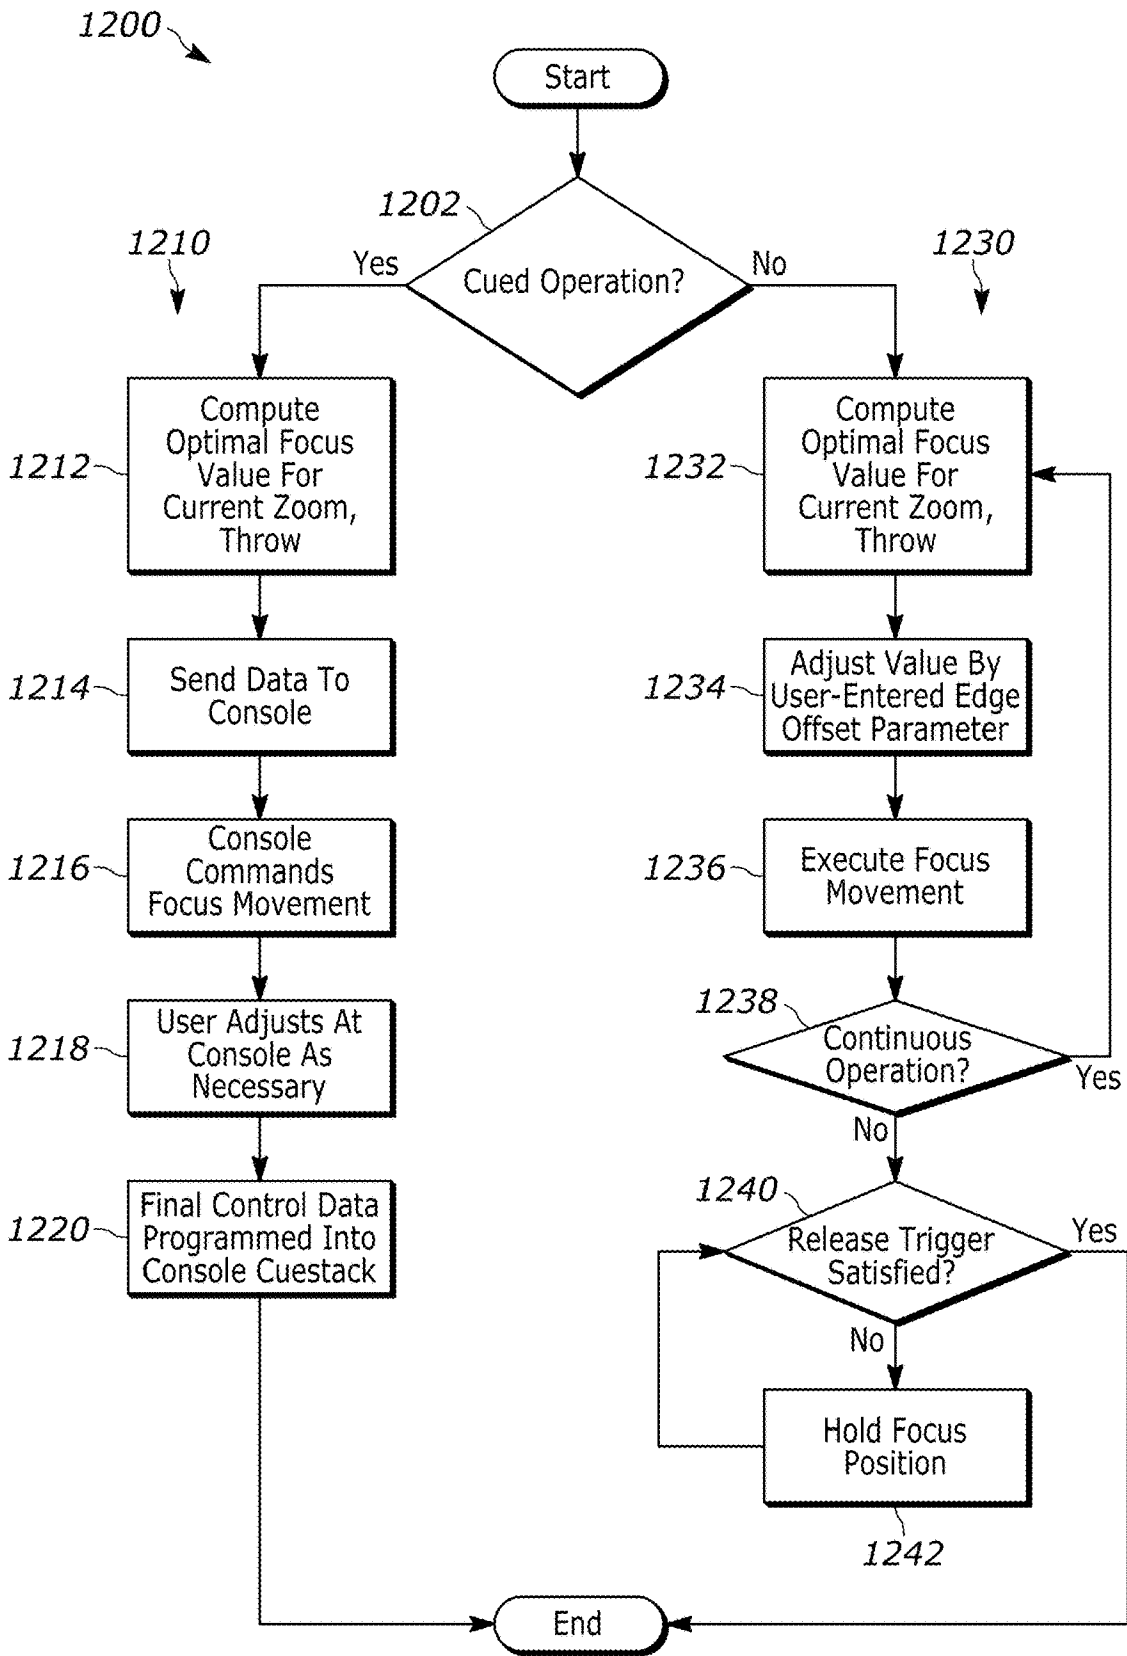 1200
Start
1202
Cued Operation?
Yes
No
1210
1230
1212
Compute
Optimal Focus
Value For
Current Zoom,
Throw
1214
Send Data To
Console
1216
Console
Commands
Focus Movement
1218
User Adjusts At
Console As
Necessary
1220
Final Control Data
Programmed Into
Console Cuestack
1232
Compute
Optimal Focus
Value For
Current Zoom,
Throw
1234
Adjust Value By
User-Entered Edge
Offset Parameter
1236
Execute Focus
Movement
1238
Continuous
Operation?
Yes
No
1240
Release Trigger
Satisfied?
Yes
No
Hold Focus
Position
1242
End